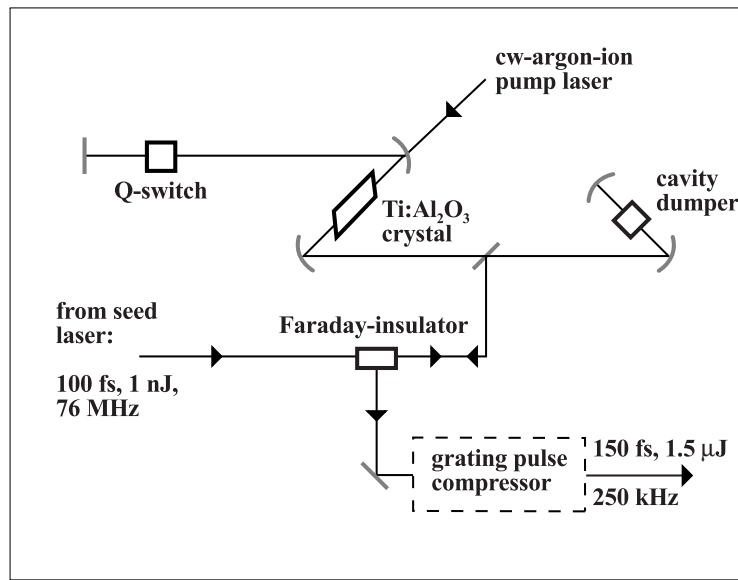 cw-argon-ion
pump laser
Q-switch
Ti:Al₂O₃
crystal
cavity
dumper
from seed
laser:
Faraday-insulator
100 fs, 1 nJ,
76 MHz
grating pulse
compressor
150 fs, 1.5 μJ
250 kHz